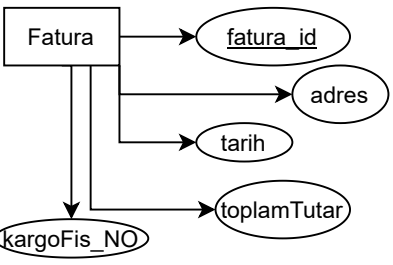 Fatura
fatura_id
adres
tarih
toplamTutar
kargoFis_NO